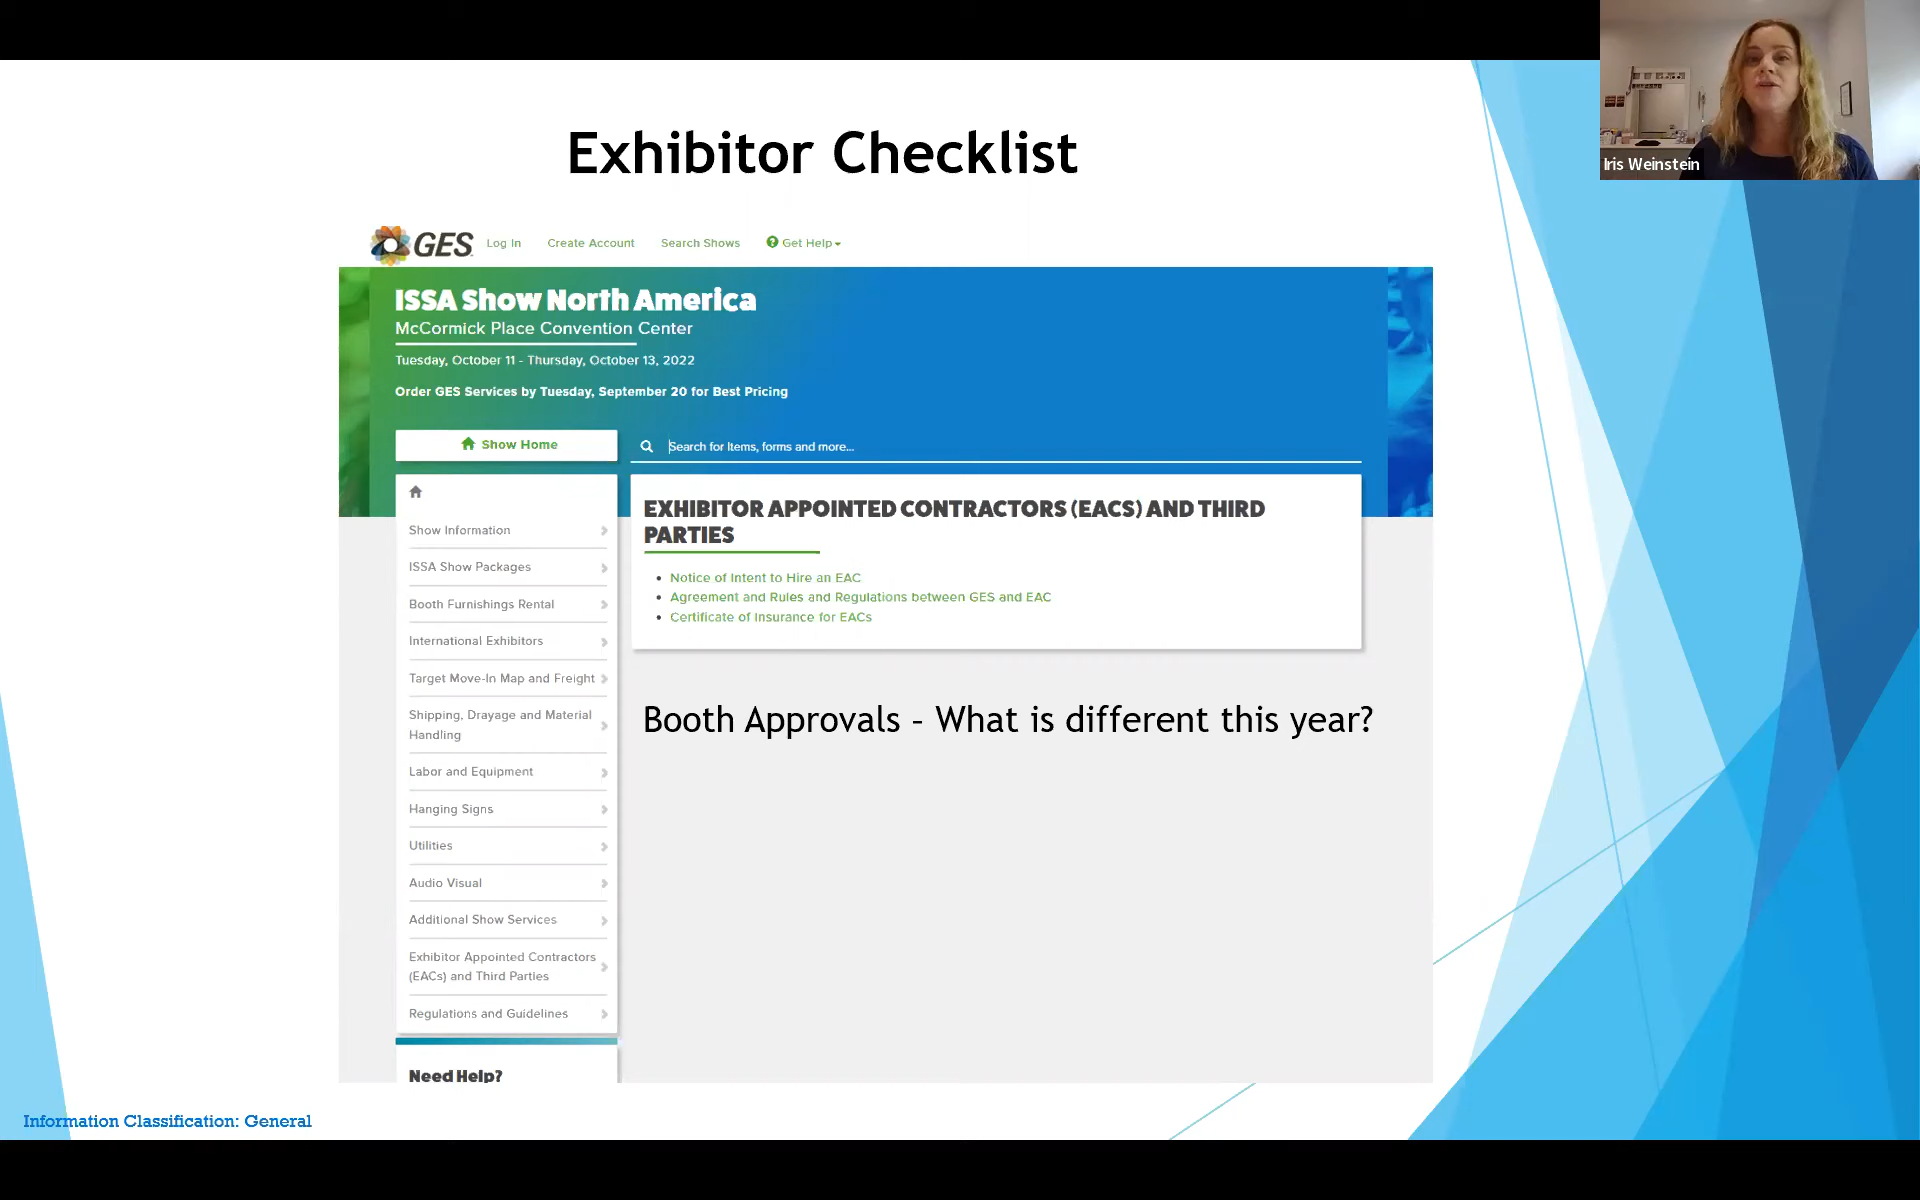 Iris Weinstein
Exhibitor Checklist
GES
Log In
Create Account
Search Shows
Get Help
ISSA Show North America
McCormick Place Convention Center
Tuesday, October 11 - Thursday, October 13, 2022
Order GES Services by Tuesday, September 20 for Best Pricing
Show Home
Search for Items, forms and more...
Show Information
ISSA Show Packages
Booth Furnishings Rental
International Exhibitors
Target Move-In Map and Freight
Shipping, Drayage and Material
Handling
Labor and Equipment
Hanging Signs
Utilities
Audio Visual
Additional Show Services
Exhibitor Appointed Contractors
(EACs) and Third Parties
Regulations and Guidelines
Need Help?
EXHIBITOR APPOINTED CONTRACTORS (EACS) AND THIRD
PARTIES
• Notice of Intent to Hire an EAC
• Agreement and Rules and Regulations between GES and EAC
• Certificate of Insurance for EACs
Booth Approvals – What is different this year?
Information Classification: General